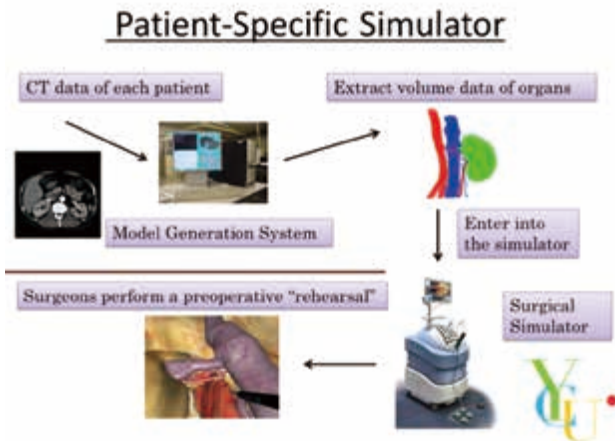 Patient-Specific Simulator
CT data of each patient
Extract volume data of organs
Model Generation System
Enter into
the simulator
Surgeons perform a preoperative “rehearsal”
Surgical
Simulator
YCU